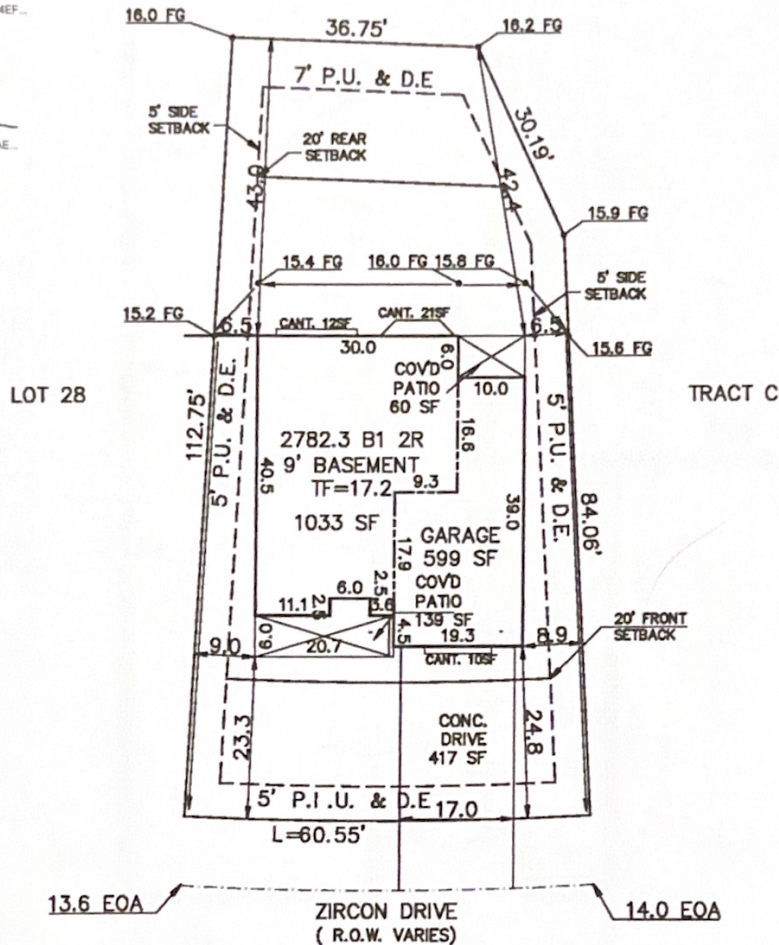 16.0 FG
36.75'
16.2 FG
7' P.U. & D.E
5' SIDE
SETBACK
20' REAR
SETBACK
30.19'
43.0
42.4
15.9 FG
15.4 FG
16.0 FG
15.8 FG
5' SIDE
SETBACK
15.2 FG
6.5
CANT. 12SF
CANT. 21SF
6.5
30.0
6.0
15.6 FG
LOT 28
COV'D
PATIO
60 SF
10.0
TRACT C
112.75'
5' P.U. & D.E.
16.6
5' P.U. & D.E.
2782.3 B1 2R
9' BASEMENT
TF=17.2
9.3
40.5
39.0
84.06'
1033 SF
GARAGE
599 SF
17.9
COV'D
PATIO
139 SF
6.0
2.5
11.1
2.5
3.6
4.5
19.3
20' FRONT
SETBACK
6.0
20.7
CANT. 10SF
9.0
8.9
23.3
CONC.
DRIVE
417 SF
24.8
5' P.I.U. & D.E
17.0
L=60.55'
13.6 EOA
ZIRCON DRIVE
( R.O.W. VARIES)
14.0 EOA